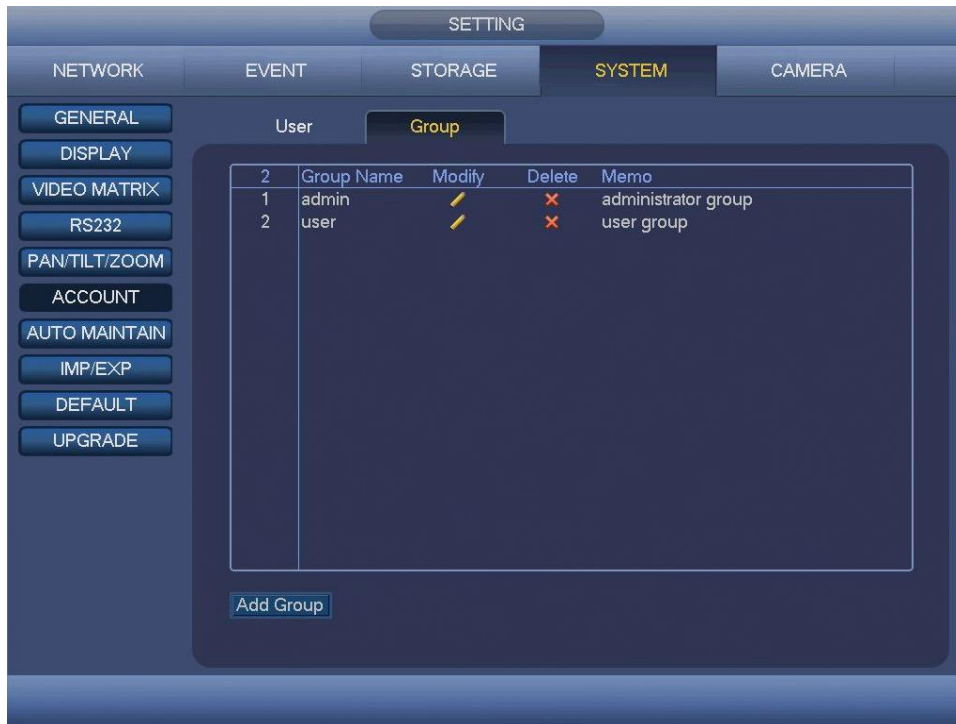 SETTING
NETWORK EVENT STORAGE SYSTEM CAMERA
GENERAL
DISPLAY
VIDEO MATRIX
RS232
PAN/TILT/ZOOM
ACCOUNT
AUTO MAINTAIN
IMP/EXP
DEFAULT
UPGRADE
User Group
2 Group Name Modify Delete Memo
1 admin administrator group
2 user user group
Add Group